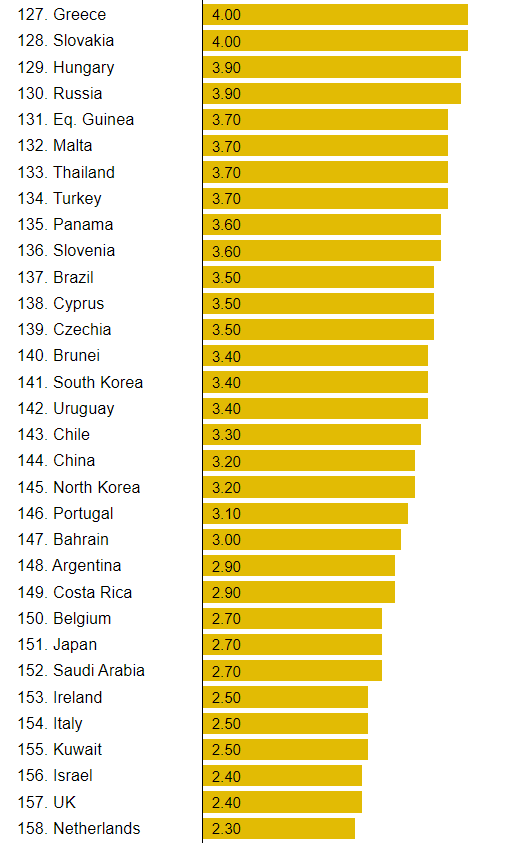 127. Greece 4.00
128. Slovakia 4.00
129. Hungary 3.90
130. Russia 3.90
131. Eq. Guinea 3.70
132. Malta 3.70
133. Thailand 3.70
134. Turkey 3.70
135. Panama 3.60
136. Slovenia 3.60
137. Brazil 3.50
138. Cyprus 3.50
139. Czechia 3.50
140. Brunei 3.40
141. South Korea 3.40
142. Uruguay 3.40
143. Chile 3.30
144. China 3.20
145. North Korea 3.20
146. Portugal 3.10
147. Bahrain 3.00
148. Argentina 2.90
149. Costa Rica 2.90
150. Belgium 2.70
151. Japan 2.70
152. Saudi Arabia 2.70
153. Ireland 2.50
154. Italy 2.50
155. Kuwait 2.50
156. Israel 2.40
157. UK 2.40
158. Netherlands 2.30